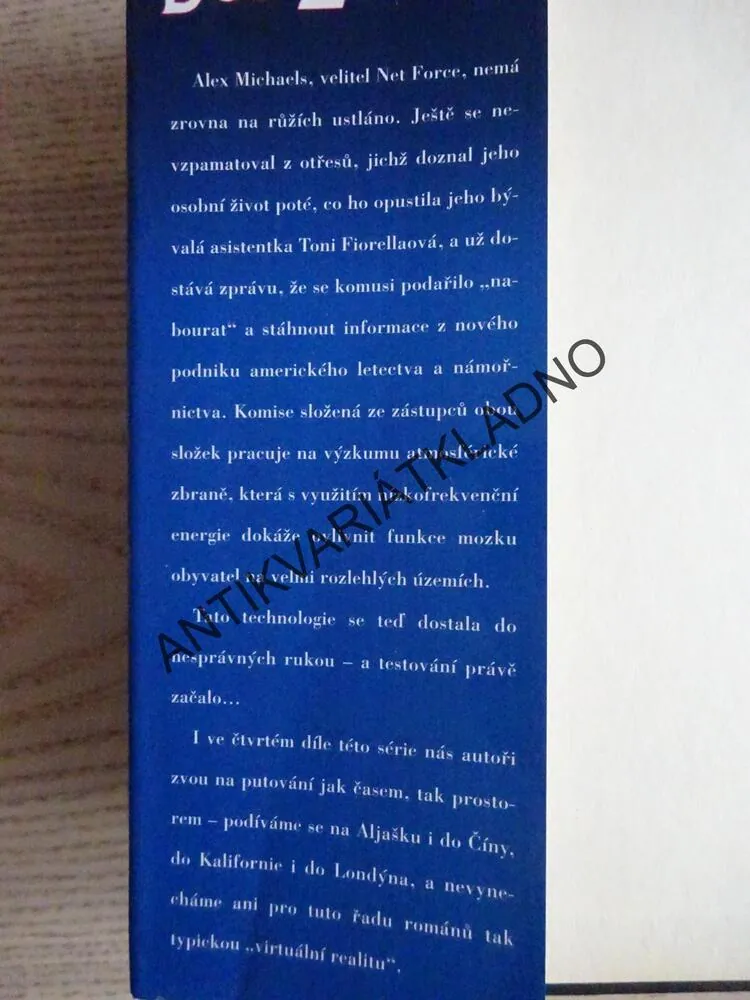 Alex Michaels, velitel Net Force, nemá
zrovna na růžích ustláno. Ještě se ne-
vzpamatoval z otřesů, jichž doznal jeho
osobní život poté, co ho opustila jeho bý-
valá asistentka Toni Fiorellaová, a už do-
stává zprávu, že se komusi podařilo „na-
bourat“ a stáhnout informace z nového
podniku amerického letectva a námoř-
nictva. Komise složená ze zástupců obou
složek pracuje na výzkumu atmosférické
zbraně, která s využitím nízkofrekvenční
energie dokáže ovlivnit funkce mozku
obyvatel na velmi rozlehlých územích.
Tato technologie se teď dostala do
nesprávných rukou – a testování právě
začalo...
I ve čtvrtém díle této série nás autoři
zvou na putování jak časem, tak prosto-
rem – podíváme se na Aljašku i do Číny,
do Kalifornie i do Londýna, a nevyne-
cháme ani pro tuto řadu románů tak
typickou „virtuální realitu“.
ANTIKVARIÁTKLADNO